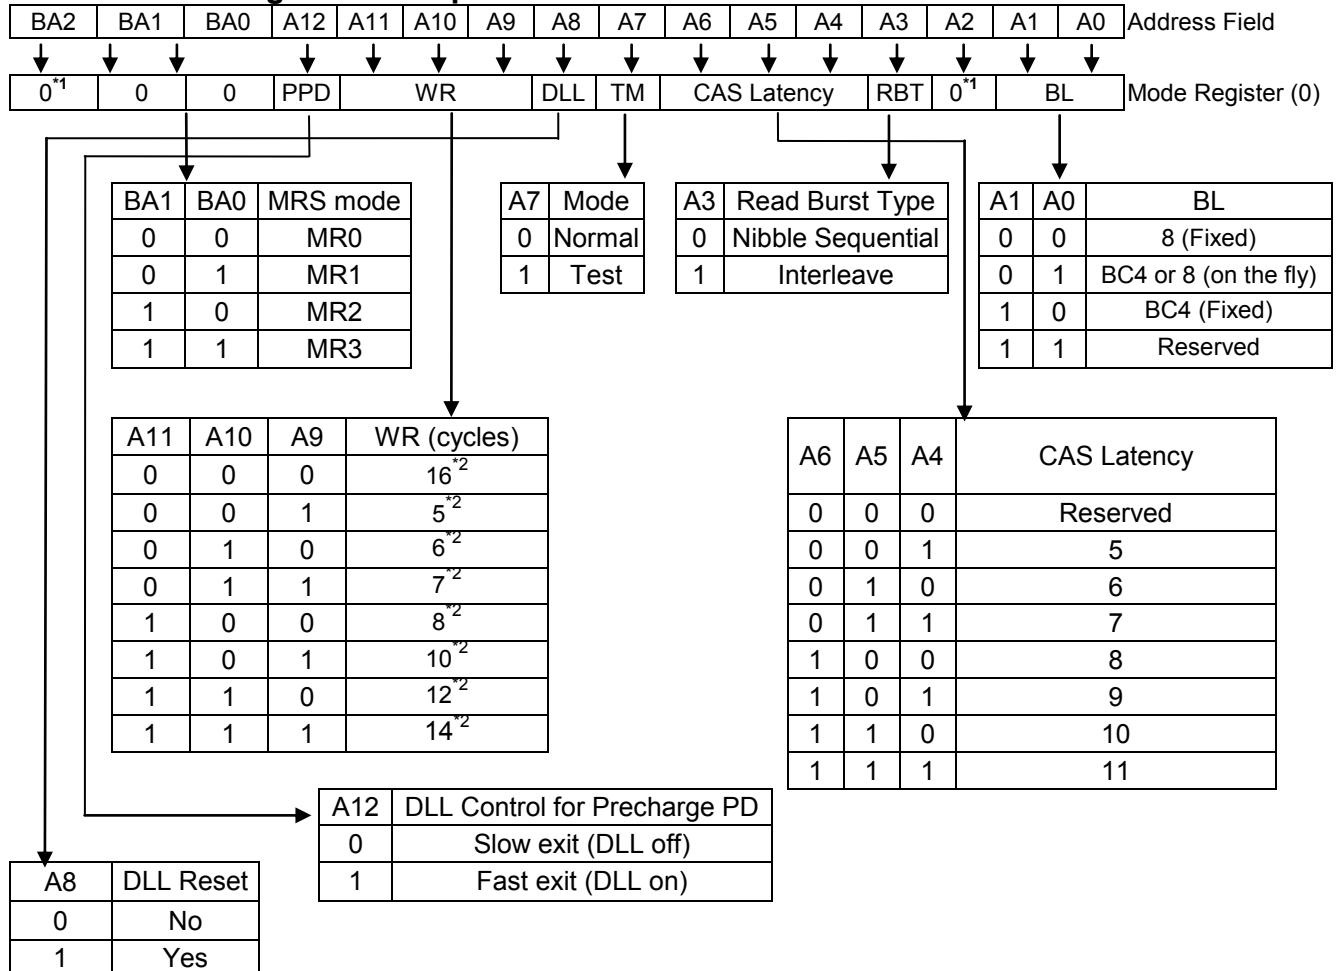 BA2 BA1 BA0 A12 A11 A10 A9 A8 A7 A6 A5 A4 A3 A2 A1 A0 Address Field
0*1 0 0 PPD WR DLL TM CAS Latency RBT 0*1 BL Mode Register (0)
BA1 BA0 MRS mode
0 0 MR0
0 1 MR1
1 0 MR2
1 1 MR3
A7 Mode
0 Normal
1 Test
A3 Read Burst Type
0 Nibble Sequential
1 Interleave
A1 A0 BL
0 0 8 (Fixed)
0 1 BC4 or 8 (on the fly)
1 0 BC4 (Fixed)
1 1 Reserved
A11 A10 A9 WR (cycles)
0 0 0 16*2
0 0 1 5*2
0 1 0 6*2
0 1 1 7*2
1 0 0 8*2
1 0 1 10*2
1 1 0 12*2
1 1 1 14*2
A6 A5 A4 CAS Latency
0 0 0 Reserved
0 0 1 5
0 1 0 6
0 1 1 7
1 0 0 8
1 0 1 9
1 1 0 10
1 1 1 11
A12 DLL Control for Precharge PD
0 Slow exit (DLL off)
1 Fast exit (DLL on)
A8 DLL Reset
0 No
1 Yes